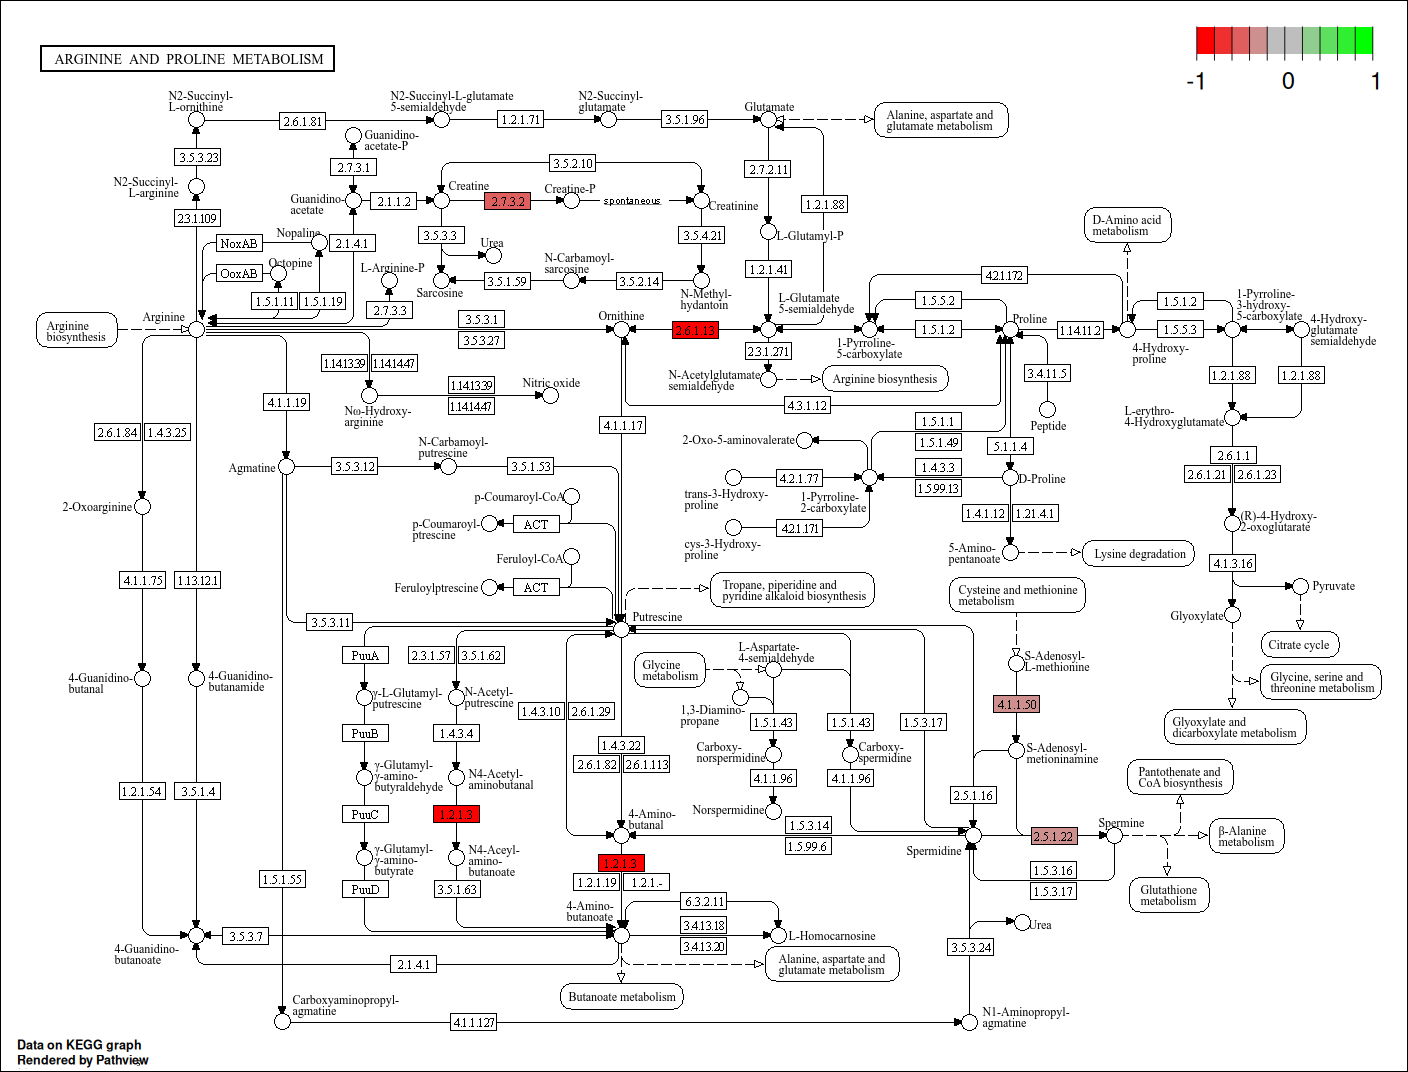 ARGININE AND PROLINE METABOLISM
-1
0
1
N2-Succinyl-
L-ornithine
2.6.1.81
N2-Succinyl-L-glutamate
5-semialdehyde
1.2.1.71
N2-Succinyl-
glutamate
3.5.1.96
Glutamate
Alanine, aspartate and
glutamate metabolism
Guanidino-
acetate-P
3.5.3.23
2.7.3.1
3.5.2.10
2.7.2.11
N2-Succinyl-
L-arginine
Guanidino-
acetate
2.1.1.2
Creatine
2.7.3.2
Creatine-P
spontaneous
Creatinine
1.2.1.88
2.3.1.109
D-Amino acid
metabolism
NoxAB
Nopaline
2.1.4.1
3.5.3.3
Urea
3.5.4.21
L-Glutamyl-P
OoxAB
Octopine
L-Arginine-P
N-Carbamoyl-
sarcosine
1.2.1.41
4.2.1.172
Sarcosine
3.5.1.59
3.5.2.14
N-Methyl-
hydantoin
1.5.1.11
1.5.1.19
2.7.3.3
L-Glutamate
5-semialdehyde
1.5.5.2
1.5.1.2
1-Pyrroline-
3-hydroxy-
5-carboxylate
4-Hydroxy-
glutamate
semialdehyde
Arginine
biosynthesis
Arginine
3.5.3.1
3.5.3.27
Ornithine
2.6.1.13
1.5.1.2
Proline
1.14.11.2
1.5.5.3
4-Hydroxy-
proline
1-Pyrroline-
5-carboxylate
2.3.1.271
1.14.13.39
1.14.14.47
N-Acetylglutamate
semialdehyde
Arginine biosynthesis
3.4.11.5
1.2.1.88
1.2.1.88
1.14.13.39
1.14.14.47
Nitric oxide
Nω-Hydroxy-
arginine
4.1.1.19
4.3.1.12
Peptide
L-erythro-
4-Hydroxyglutamate
2.6.1.84
1.4.3.25
4.1.1.17
1.5.1.1
1.5.1.49
2-Oxo-5-aminovalerate
5.1.1.4
N-Carbamoyl-
putrescine
Agmatine
3.5.3.12
3.5.1.53
1.4.3.3
1.5.99.13
D-Proline
2.6.1.1
2.6.1.21
2.6.1.23
4.2.1.77
trans-3-Hydroxy-
proline
1-Pyrroline-
2-carboxylate
2-Oxoarginine
p-Coumaroyl-CoA
p-Coumaroyl-
ptrescine
ACT
4.2.1.171
cys-3-Hydroxy-
proline
1.4.1.12
1.21.4.1
(R)-4-Hydroxy-
2-oxoglutarate
5-Amino-
pentanoate
Lysine degradation
Feruloyl-CoA
Feruloylptrescine
ACT
4.1.3.16
4.1.1.75
1.13.12.1
Tropane, piperidine and
pyridine alkaloid biosynthesis
Cysteine and methionine
metabolism
Pyruvate
Glyoxylate
3.5.3.11
Putrescine
Citrate cycle
PuuA
2.3.1.57
3.5.1.62
Glycine
metabolism
L-Aspartate-
4-semialdehyde
S-Adenosyl-
L-methionine
4-Guanidino-
butanal
4-Guanidino-
butanamide
γ-L-Glutamyl-
putrescine
N-Acetyl-
putrescine
Glycine, serine and
threonine metabolism
1.4.3.10
2.6.1.29
1,3-Diamino-
propane
4.1.1.50
1.5.1.43
1.5.1.43
1.5.3.17
Glyoxylate and
dicarboxylate metabolism
PuuB
1.4.3.4
1.4.3.22
2.6.1.82
2.6.1.113
Carboxy-
norspermidine
Carboxy-
spermidine
S-Adenosyl-
metioninamine
γ-Glutamyl-
γ-amino-
butyraldehyde
N4-Acetyl-
aminobutanal
4.1.1.96
4.1.1.96
Pantothenate and
CoA biosynthesis
1.2.1.54
3.5.1.4
2.5.1.16
PuuC
1.2.1.3
4-Amino-
butanal
Norspermidine
1.5.3.14
1.5.99.6
Spermidine
2.5.1.22
Spermine
β-Alanine
metabolism
γ-Glutamyl-
γ-amino-
butyrate
N4-Aceyl-
amino-
butanoate
1.2.1.3
1.2.1.19
1.2.1.-
1.5.3.16
1.5.3.17
Glutathione
metabolism
1.5.1.55
PuuD
3.5.1.63
4-Amino-
butanoate
6.3.2.11
3.4.13.18
3.4.13.20
L-Homocarnosine
Urea
4-Guanidino-
butanoate
3.5.3.7
3.5.3.24
2.1.4.1
Alanine, aspartate and
glutamate metabolism
Butanoate metabolism
Carboxyaminopropyl-
agmatine
4.1.1.127
N1-Aminopropyl-
agmatine
Data on KEGG graph
Rendered by Pathview